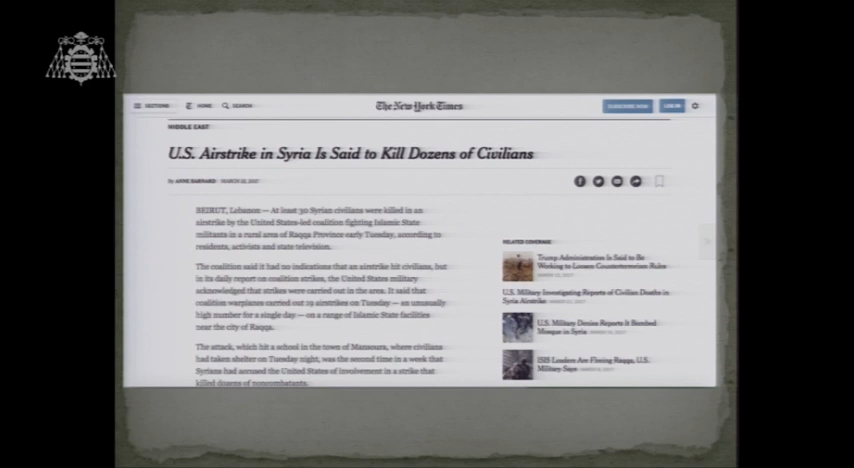 SECTIONS HOME SEARCH The New York Times SUBSCRIBE NOW LOG IN
MIDDLE EAST
U.S. Airstrike in Syria Is Said to Kill Dozens of Civilians
By ANNE BARNARD MARCH 22, 2017
BEIRUT, Lebanon — At least 30 Syrian civilians were killed in an
airstrike by the United States-led coalition fighting Islamic State
militants in a rural area of Raqqa Province early Tuesday, according to
residents, activists and state television.
The coalition said it had no indications that an airstrike hit civilians, but
in its daily report on coalition strikes, the United States military
acknowledged that strikes were carried out in the area. It said that
coalition warplanes carried out 19 airstrikes on Tuesday — an unusually
high number for a single day — on a range of Islamic State facilities
near the city of Raqqa.
The attack, which hit a school in the town of Mansoura, where civilians
had taken shelter on Tuesday night, was the second time in a week that
Syrians had accused the United States of involvement in a strike that
killed dozens of noncombatants.
RELATED COVERAGE
Trump Administration Is Said to Be
Working to Loosen Counterterrorism Rules
U.S. Military Investigating Reports of Civilian Deaths in
Syria Airstrike
U.S. Military Denies Reports It Bombed
Mosque in Syria
ISIS Leaders Are Fleeing Raqqa, U.S.
Military Says